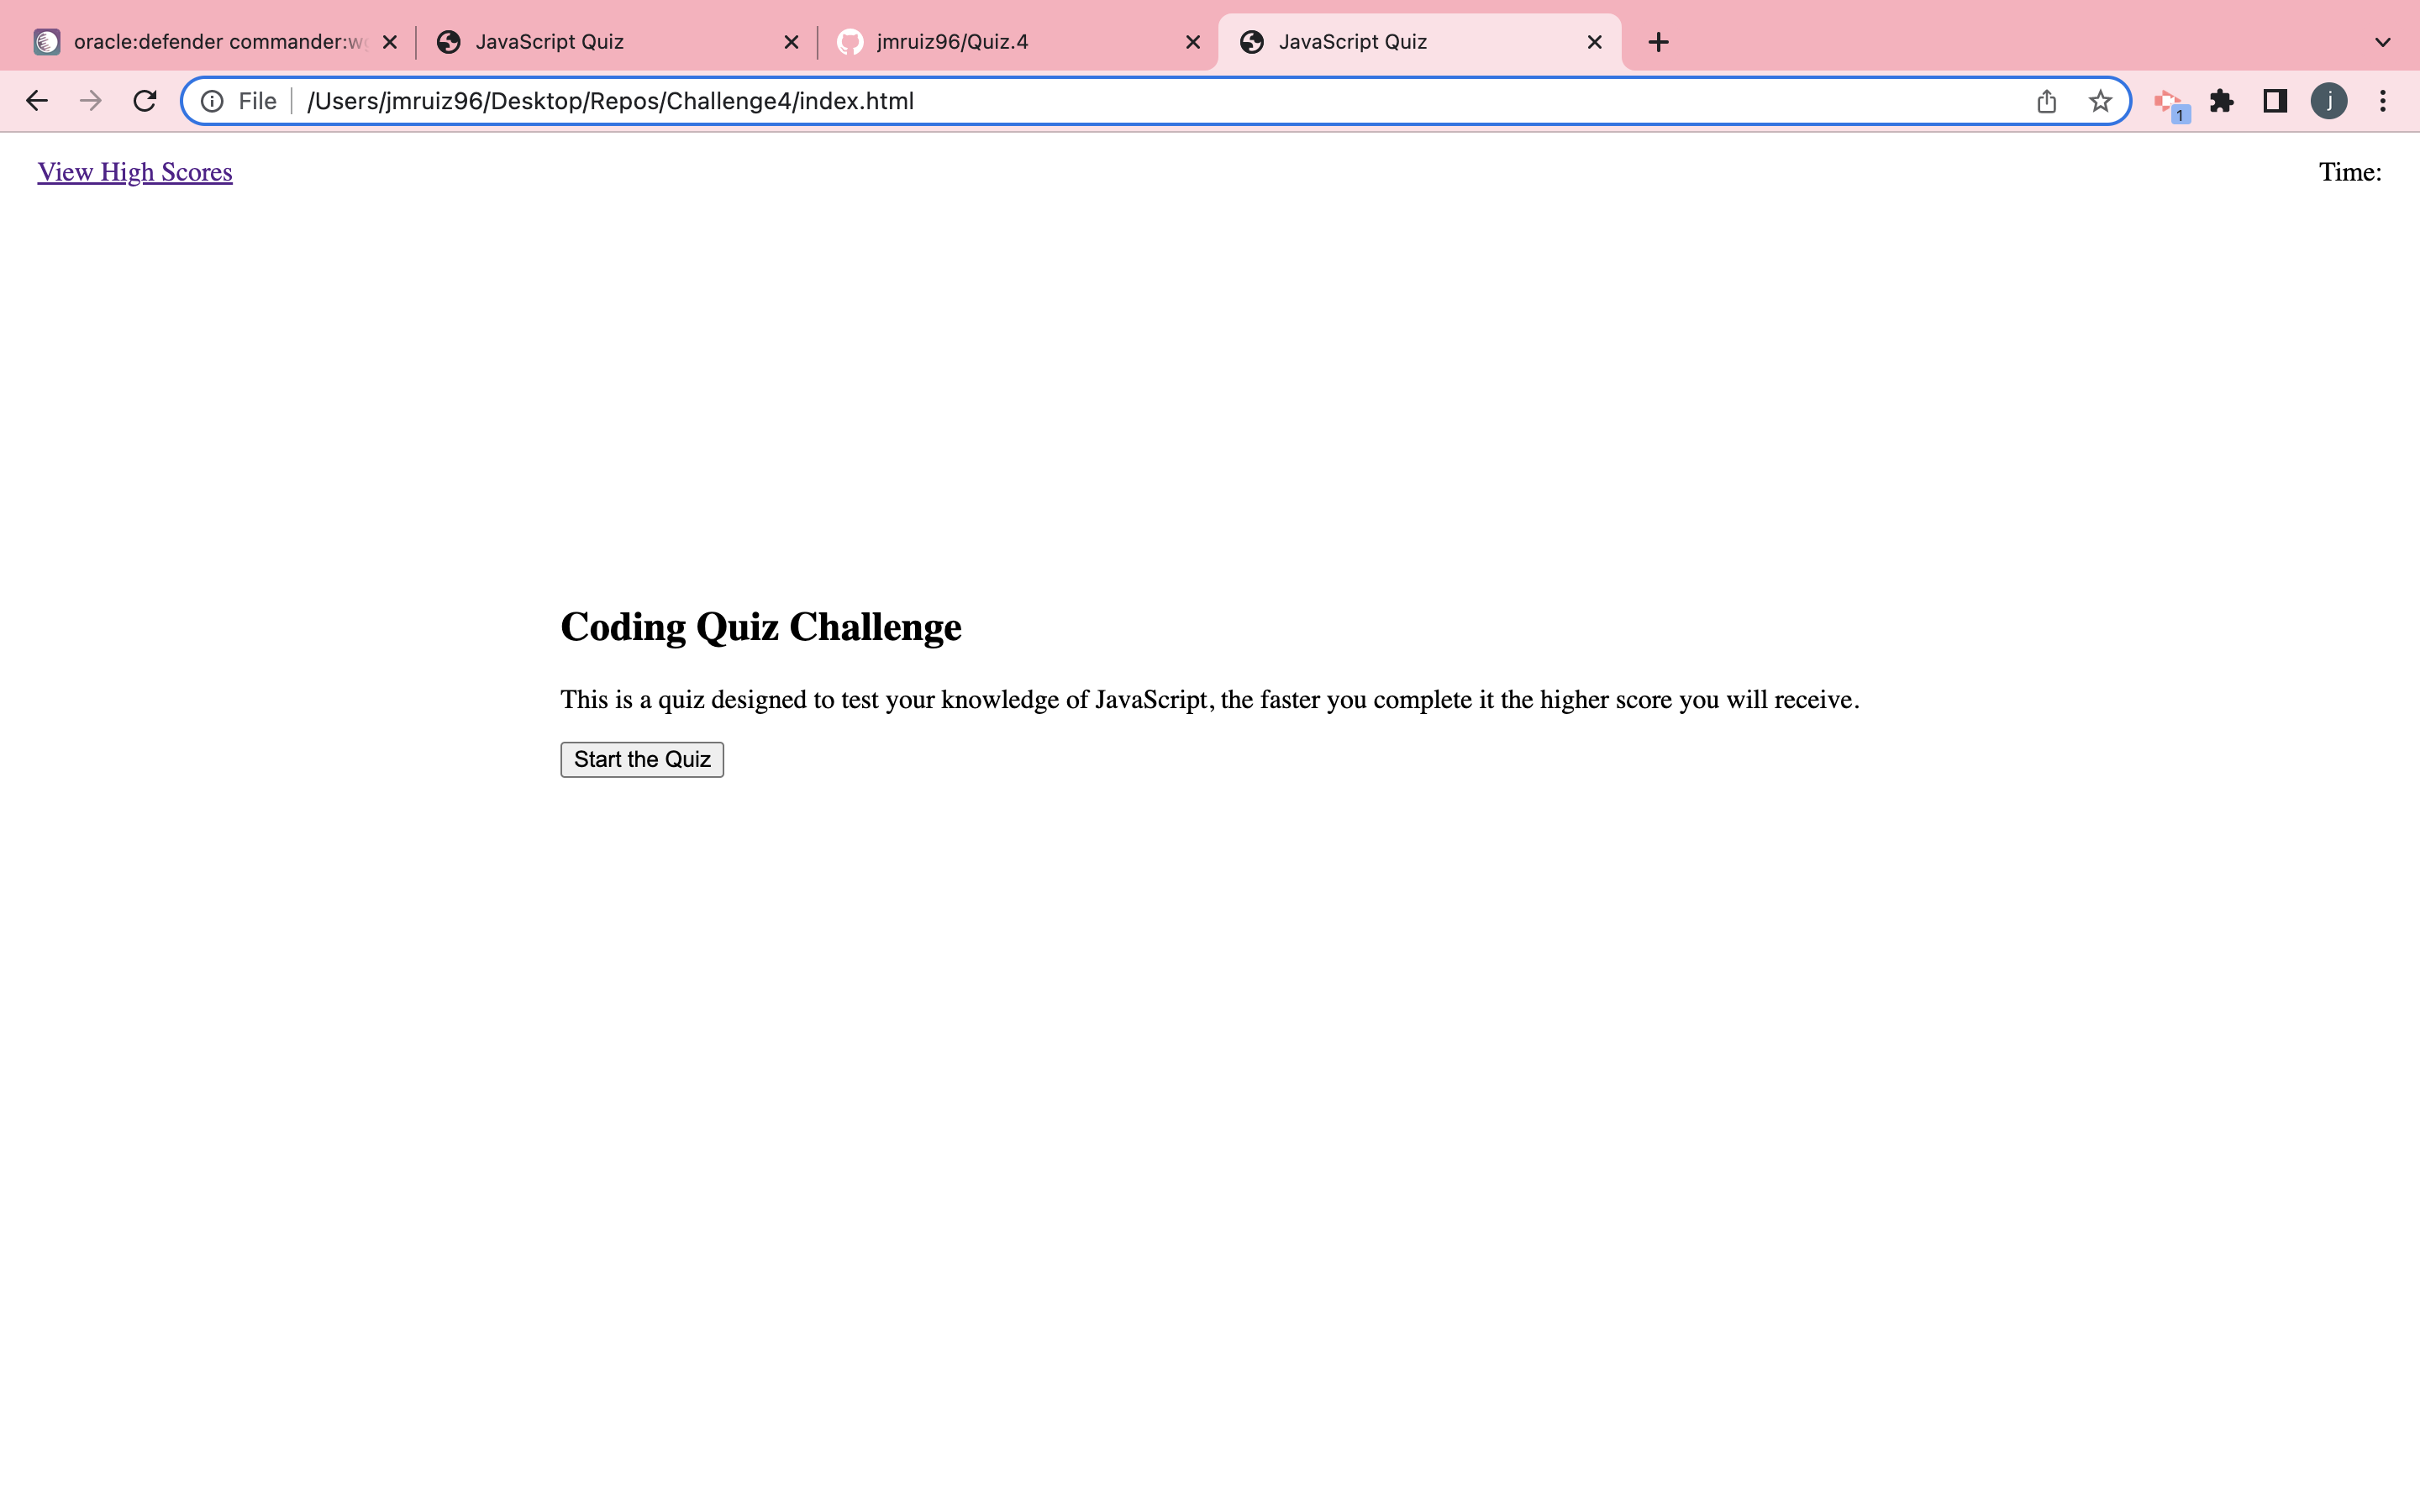 oracle:defender commander:w
JavaScript Quiz
jmruiz96/Quiz.4
JavaScript Quiz
File
/Users/jmruiz96/Desktop/Repos/Challenge4/index.html
1
j
View High Scores
Time:
Coding Quiz Challenge
This is a quiz designed to test your knowledge of JavaScript, the faster you complete it the higher score you will receive.
Start the Quiz